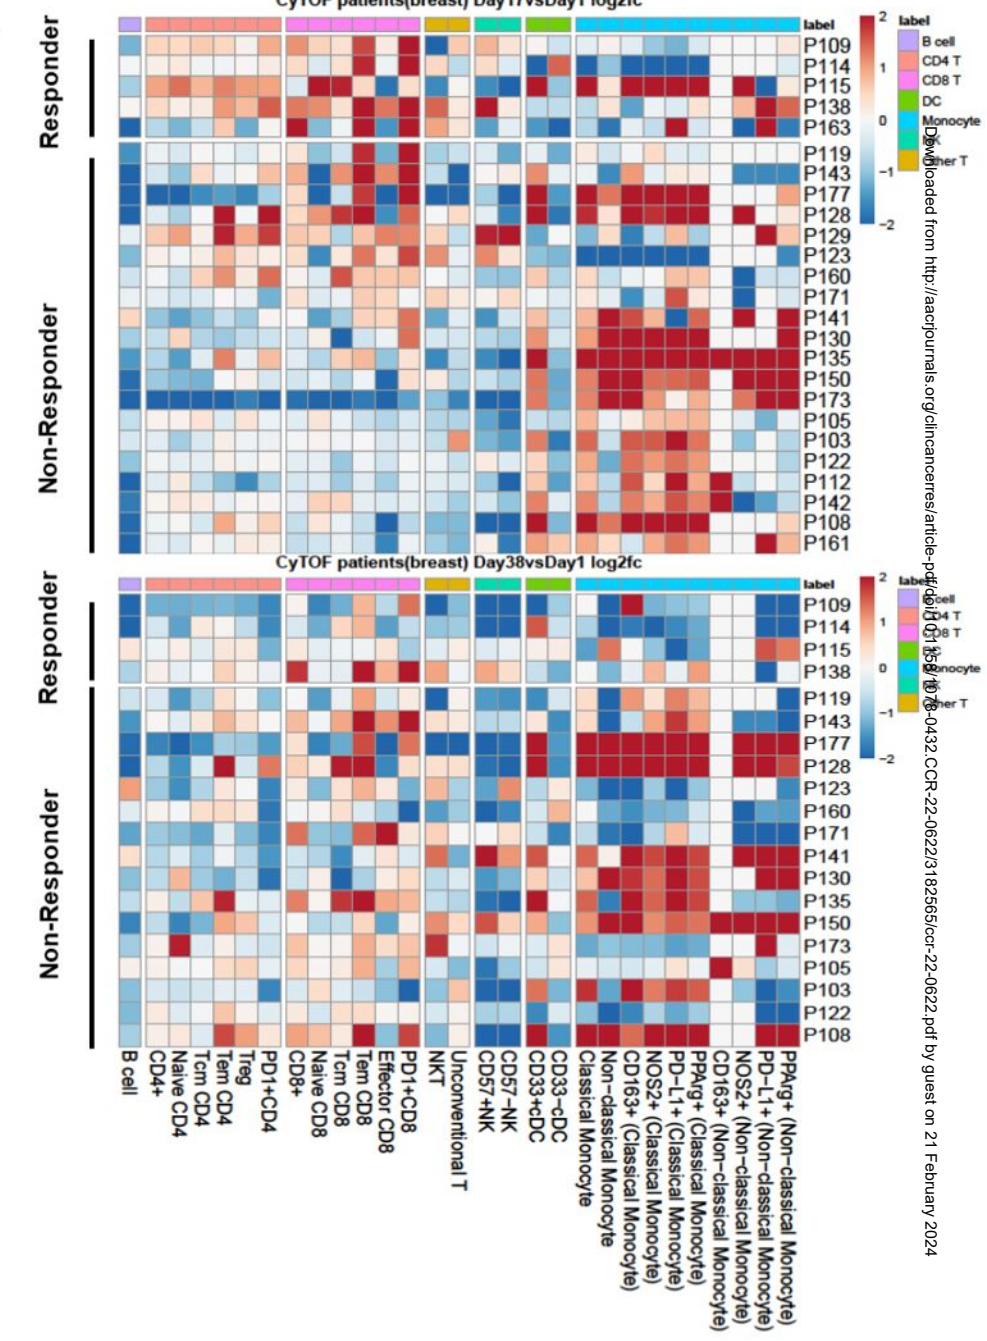 CyTOF patients(breast) Day17vsDay1 log2fc
Responder
Non-Responder
P109
P114
P115
P138
P163
P119
P143
P177
P128
P129
P123
P160
P171
P141
P130
P135
P150
P173
P105
P103
P122
P112
P142
P108
P161
2
1
0
−1
−2
label
label
B cell
CD4 T
CD8 T
DC
Monocyte
NK
Other T
CyTOF patients(breast) Day38vsDay1 log2fc
Responder
Non-Responder
P109
P114
P115
P138
P119
P143
P177
P128
P123
P160
P171
P141
P130
P135
P150
P173
P105
P103
P122
P108
2
1
0
−1
−2
label
label
B cell
CD4 T
CD8 T
Monocyte
Other T
B cell
CD4+
Naive CD4
Tcm CD4
Tem CD4
Treg
PD1+CD4
CD8+
Naive CD8
Tcm CD8
Tem CD8
Effector CD8
PD1+CD8
NKT
Unconventional T
CD57+NK
CD57−NK
CD33+cDC
CD33−cDC
Classical Monocyte
Non−classical Monocyte
CD163+ (Classical Monocyte)
NOS2+ (Classical Monocyte)
PD−L1+ (Classical Monocyte)
PPArg+ (Classical Monocyte)
CD163+ (Non−classical Monocyte)
NOS2+ (Non−classical Monocyte)
PD−L1+ (Non−classical Monocyte)
PPArg+ (Non−classical Monocyte)
Downloaded from http://aacrjournals.org/clincancerres/article-pdf/doi/10.1158/1078-0432.CCR-22-0622/3182565/ccr-22-0622.pdf by guest on 21 February 2024